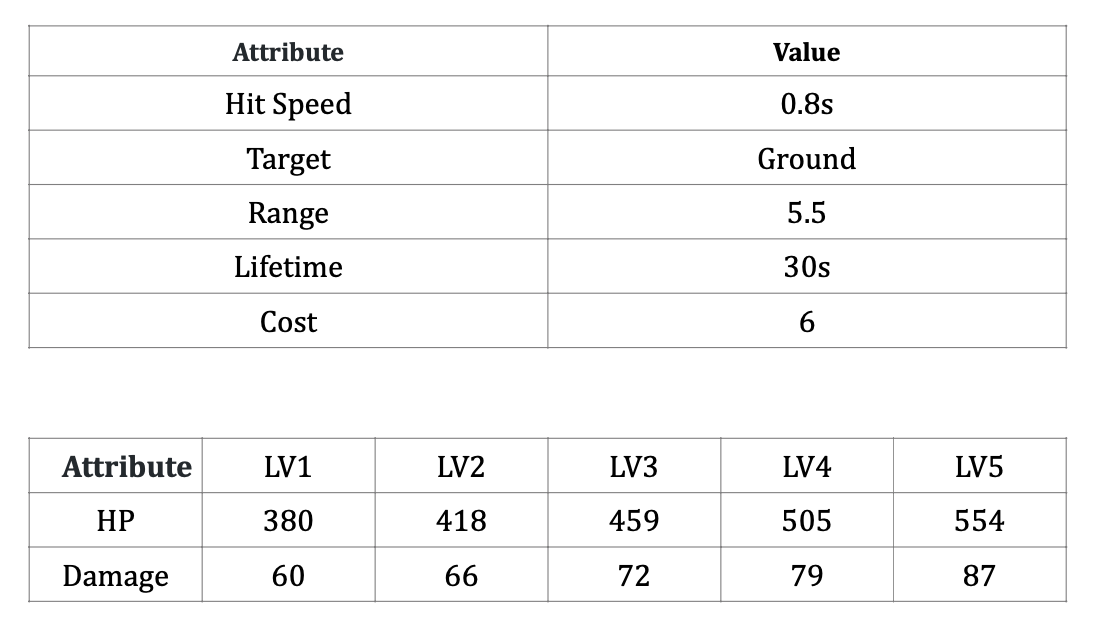 Attribute Value
Hit Speed 0.8s
Target Ground
Range 5.5
Lifetime 30s
Cost 6
Attribute LV1 LV2 LV3 LV4 LV5
HP 380 418 459 505 554
Damage 60 66 72 79 87